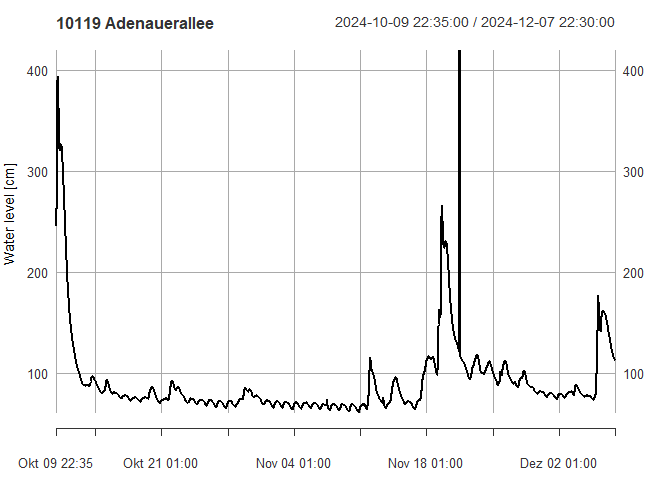 10119 Adenauerallee 2024-10-09 22:35:00 / 2024-12-07 22:30:00
400 400
300 300
200 200
100 100
Water level [cm]
Okt 09 22:35 Okt 21 01:00 Nov 04 01:00 Nov 18 01:00 Dez 02 01:00